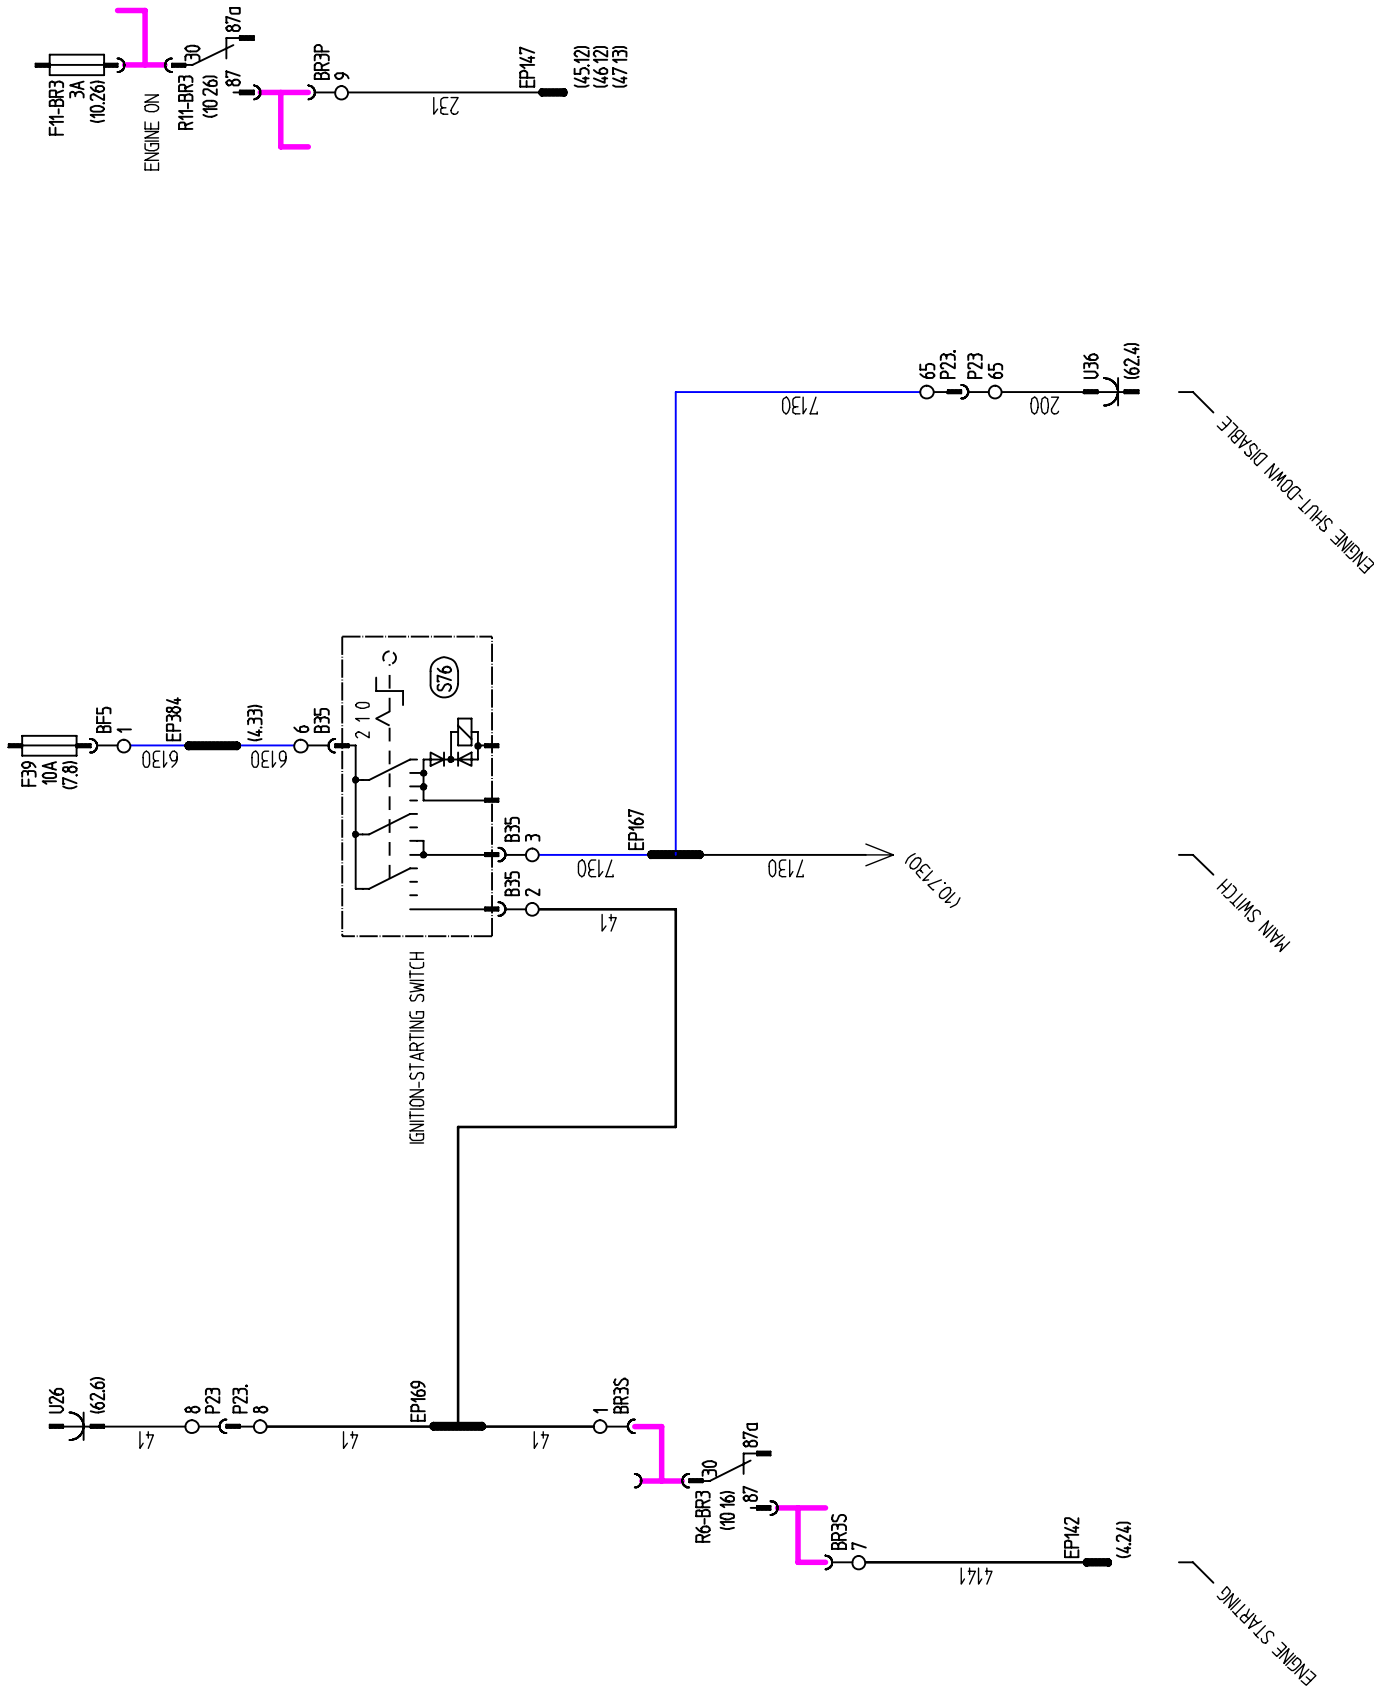 F11-BR3
3A
(10.26)
ENGINE ON
R11-BR3
(10.26)
30
87a
87
BR3P
9
231
EP147
(45.12)
(46.12)
(47.13)
F39
10A
(7.8)
BF5
1
6130
EP384
(4.33)
6130
6
B35
2 1 0
S76
IGNITION-STARTING SWITCH
B35
3
7130
EP167
7130
(10.7130)
MAIN SWITCH
B35
2
41
7130
65
P23.
P23
65
200
U36
(62.4)
ENGINE SHUT-DOWN DISABLE
U26
(62.6)
41
8
P23
P23.
8
41
EP169
41
1
BR3S
R6-BR3
(10.16)
30
87a
87
BR3S
7
4141
EP142
(4.24)
ENGINE STARTING